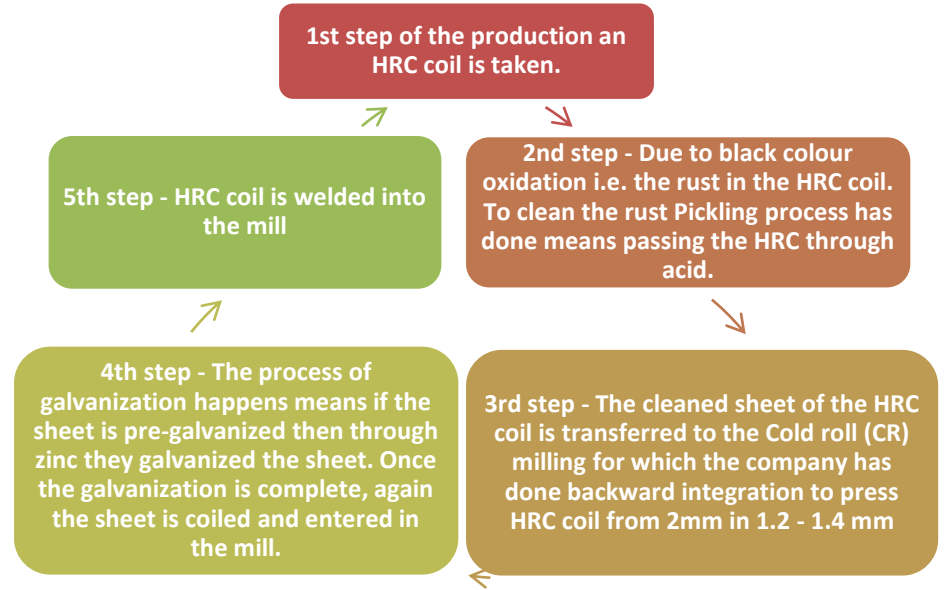 1st step of the production an
HRC coil is taken.
2nd step - Due to black colour
oxidation i.e. the rust in the HRC coil.
To clean the rust Pickling process has
done means passing the HRC through
acid.
3rd step - The cleaned sheet of the HRC
coil is transferred to the Cold roll (CR)
milling for which the company has
done backward integration to press
HRC coil from 2mm in 1.2 - 1.4 mm
4th step - The process of
galvanization happens means if the
sheet is pre-galvanized then through
zinc they galvanized the sheet. Once
the galvanization is complete, again
the sheet is coiled and entered in
the mill.
5th step - HRC coil is welded into
the mill